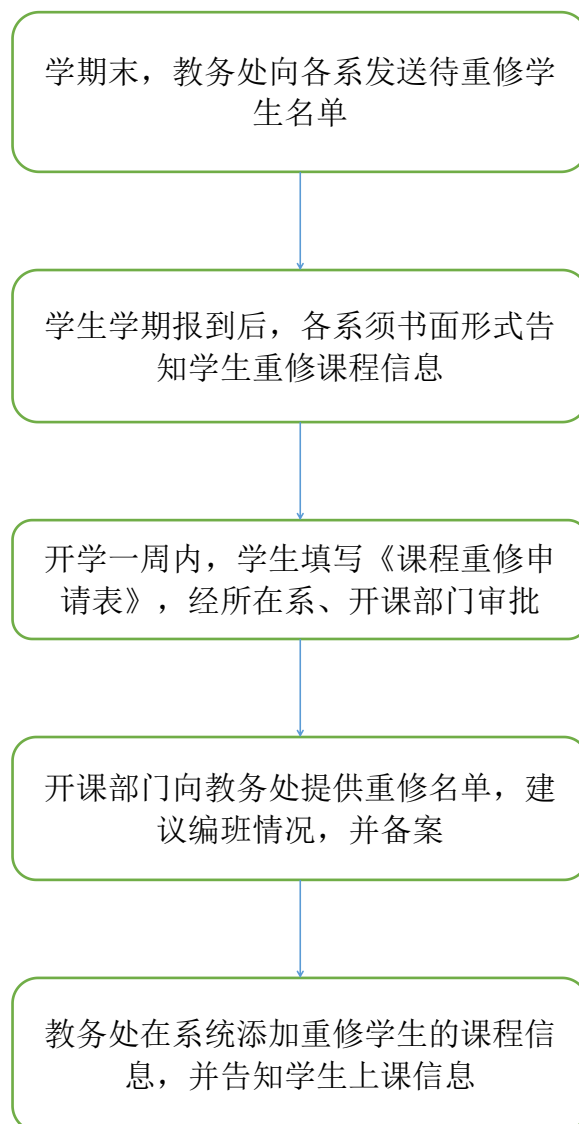 学期末，教务处向各系发送待重修学
生名单
学生学期报到后，各系须书面形式告
知学生重修课程信息
开学一周内，学生填写《课程重修申
请表》，经所在系、开课部门审批
开课部门向教务处提供重修名单，建
议编班情况，并备案
教务处在系统添加重修学生的课程信
息，并告知学生上课信息